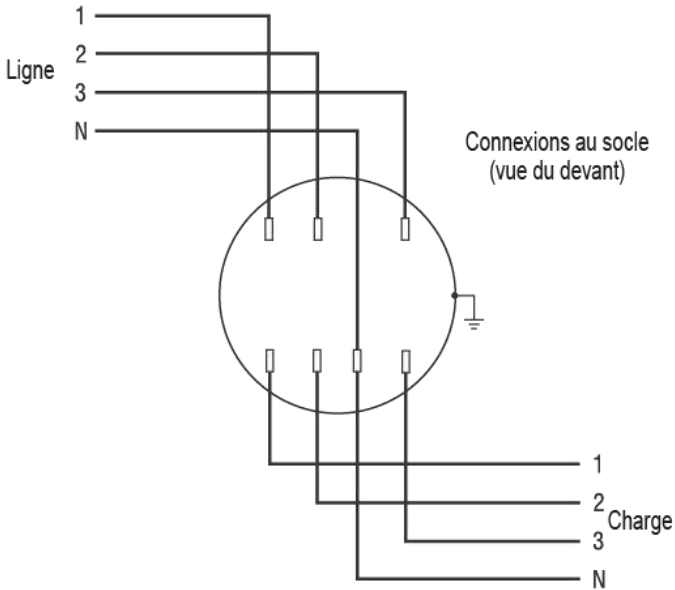 1
2
Ligne
3
N
Connexions au socle
(vue du devant)
1
2
Charge
3
N